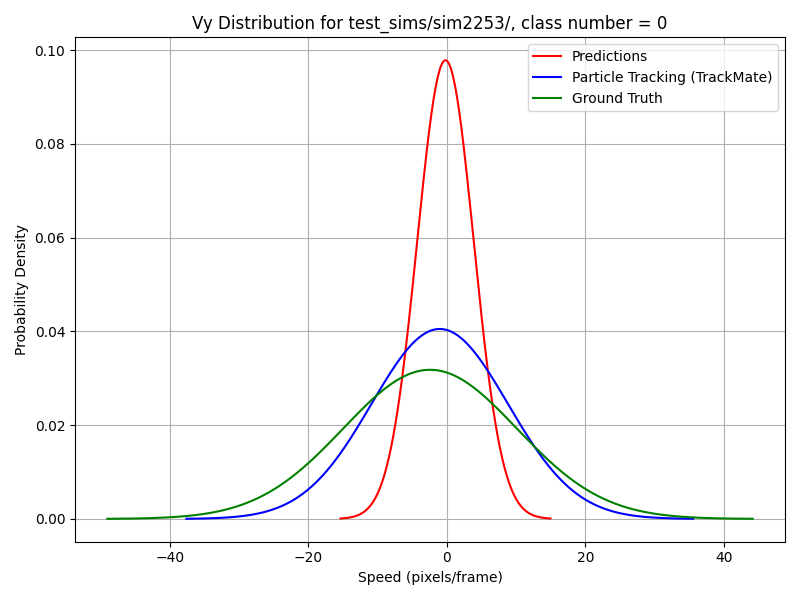 Vy Distribution for test_sims/sim2253/, class number = 0
Predictions
Particle Tracking (TrackMate)
Ground Truth
Probability Density
0.10
0.08
0.06
0.04
0.02
0.00
−40
−20
0
20
40
Speed (pixels/frame)